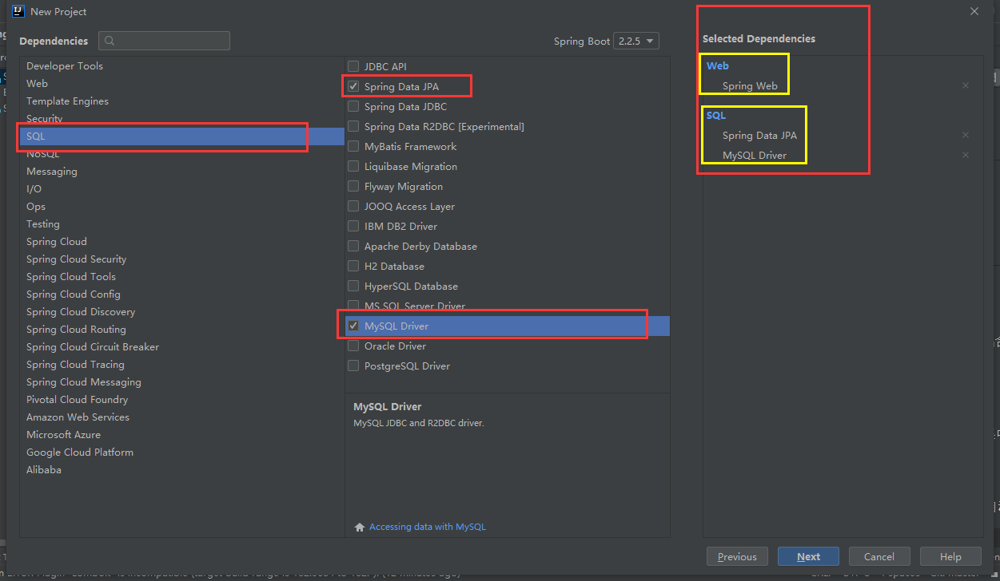 New Project
Dependencies
Spring Boot 2.2.5
Selected Dependencies
Developer Tools
Web
Template Engines
Security
SQL
NoSQL
Messaging
I/O
Ops
Testing
Spring Cloud
Spring Cloud Security
Spring Cloud Tools
Spring Cloud Config
Spring Cloud Discovery
Spring Cloud Routing
Spring Cloud Circuit Breaker
Spring Cloud Tracing
Spring Cloud Messaging
Pivotal Cloud Foundry
Amazon Web Services
Microsoft Azure
Google Cloud Platform
Alibaba
JDBC API
Spring Data JPA
Spring Data JDBC
Spring Data R2DBC [Experimental]
MyBatis Framework
Liquibase Migration
Flyway Migration
JOOQ Access Layer
IBM DB2 Driver
Apache Derby Database
H2 Database
HyperSQL Database
MS SQL Server Driver
MySQL Driver
Oracle Driver
PostgreSQL Driver
MySQL Driver
MySQL JDBC and R2DBC driver.
Accessing data with MySQL
Web
Spring Web
SQL
Spring Data JPA
MySQL Driver
Previous
Next
Cancel
Help